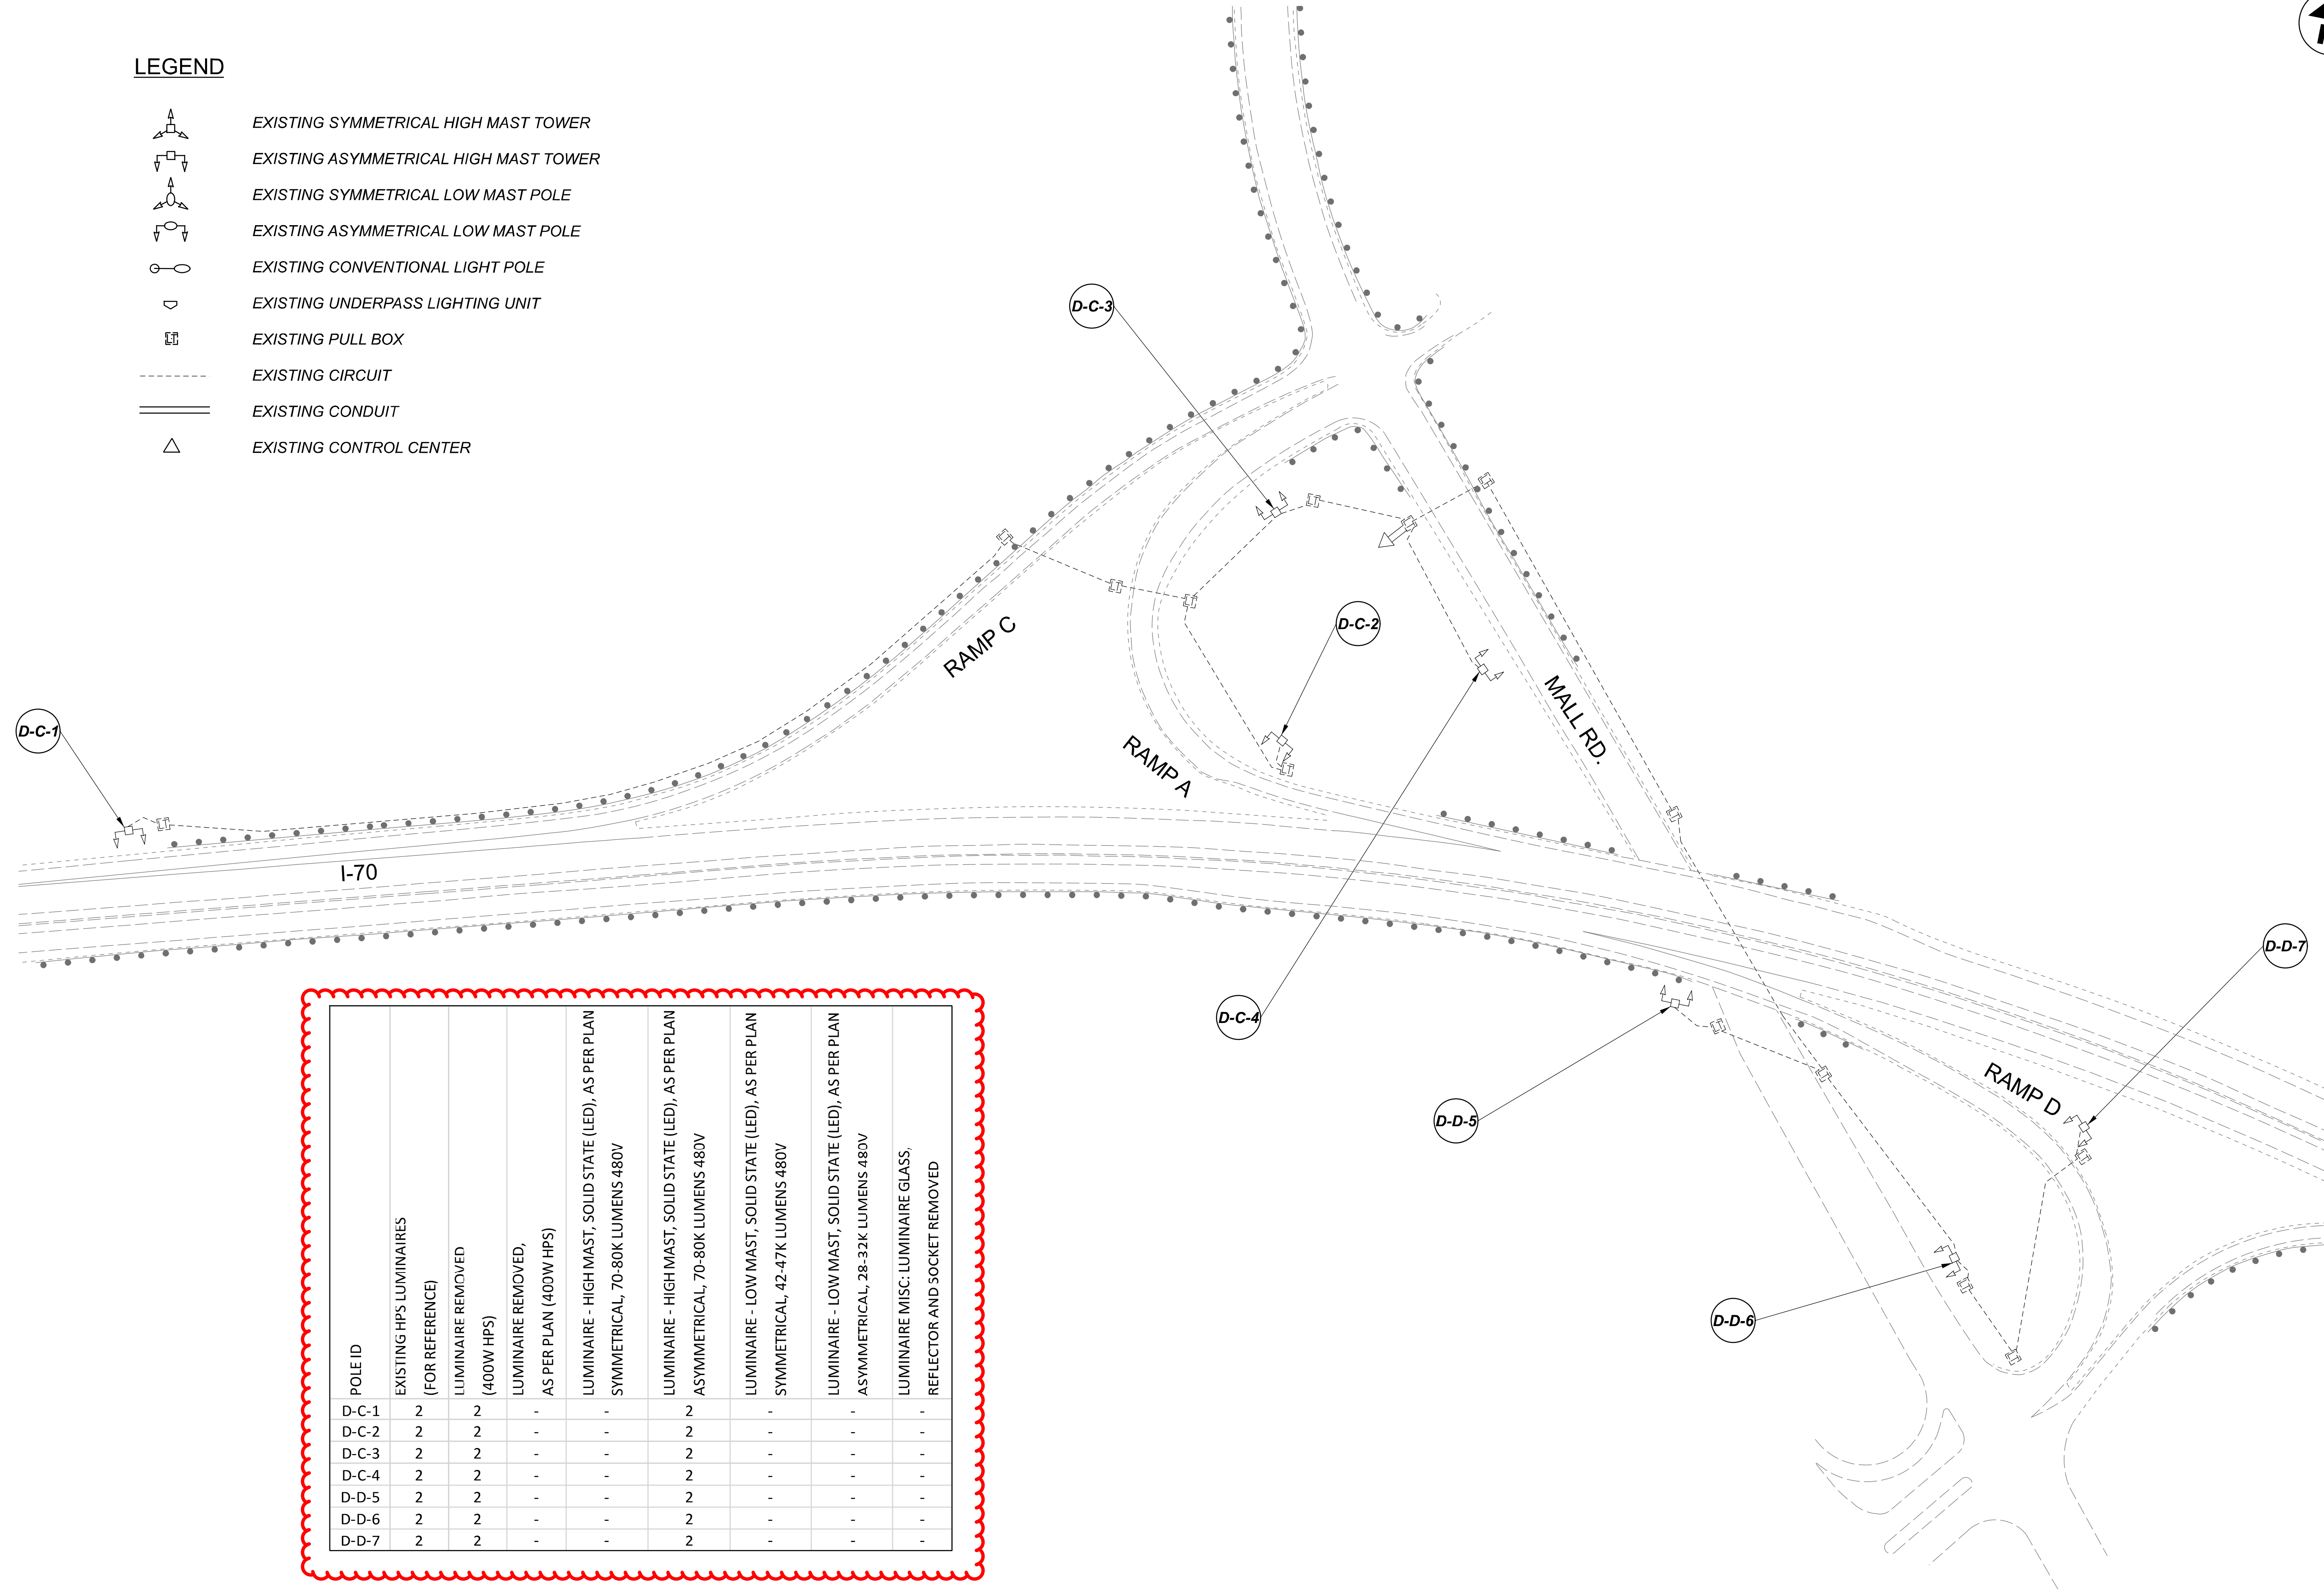 LEGEND
EXISTING SYMMETRICAL HIGH MAST TOWER
EXISTING ASYMMETRICAL HIGH MAST TOWER
EXISTING SYMMETRICAL LOW MAST POLE
EXISTING ASYMMETRICAL LOW MAST POLE
EXISTING CONVENTIONAL LIGHT POLE
EXISTING UNDERPASS LIGHTING UNIT
EXISTING PULL BOX
EXISTING CIRCUIT
EXISTING CONDUIT
EXISTING CONTROL CENTER
D-C-3
D-C-2
RAMP C
D-C-1
MALL RD.
RAMP A
I-70
D-D-7
D-C-4
RAMP D
D-D-5
D-D-6
POLE ID
EXISTING HPS LUMINAIRES
(FOR REFERENCE)
LUMINAIRE REMOVED
(400W HPS)
LUMINAIRE REMOVED,
AS PER PLAN (400W HPS)
LUMINAIRE - HIGH MAST, SOLID STATE (LED), AS PER PLAN
SYMMETRICAL, 70-80K LUMENS 480V
LUMINAIRE - HIGH MAST, SOLID STATE (LED), AS PER PLAN
ASYMMETRICAL, 70-80K LUMENS 480V
LUMINAIRE - LOW MAST, SOLID STATE (LED), AS PER PLAN
SYMMETRICAL, 42-47K LUMENS 480V
LUMINAIRE - LOW MAST, SOLID STATE (LED), AS PER PLAN
ASYMMETRICAL, 28-32K LUMENS 480V
LUMINAIRE MISC: LUMINAIRE GLASS,
REFLECTOR AND SOCKET REMOVED
D-C-1 2 2 - - 2 - - -
D-C-2 2 2 - - 2 - - -
D-C-3 2 2 - - 2 - - -
D-C-4 2 2 - - 2 - - -
D-D-5 2 2 - - 2 - - -
D-D-6 2 2 - - 2 - - -
D-D-7 2 2 - - 2 - - -